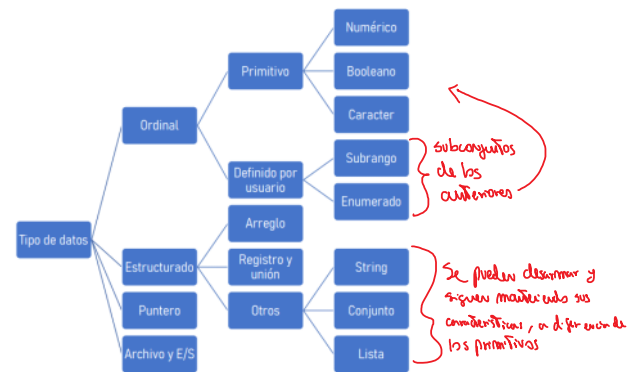 Numérico
Primitivo
Booleano
Ordinal
Caracter
Subrango
Definido por
usuario
Enumerado
subconjuntos
de los
anteriores
Tipo de datos
Arreglo
Estructurado
Registro y
unión
String
Puntero
Otros
Conjunto
Archivo y E/S
Lista
Se pueden desarmar y
siguen manteniendo sus
características, a diferencia de
los primitivos